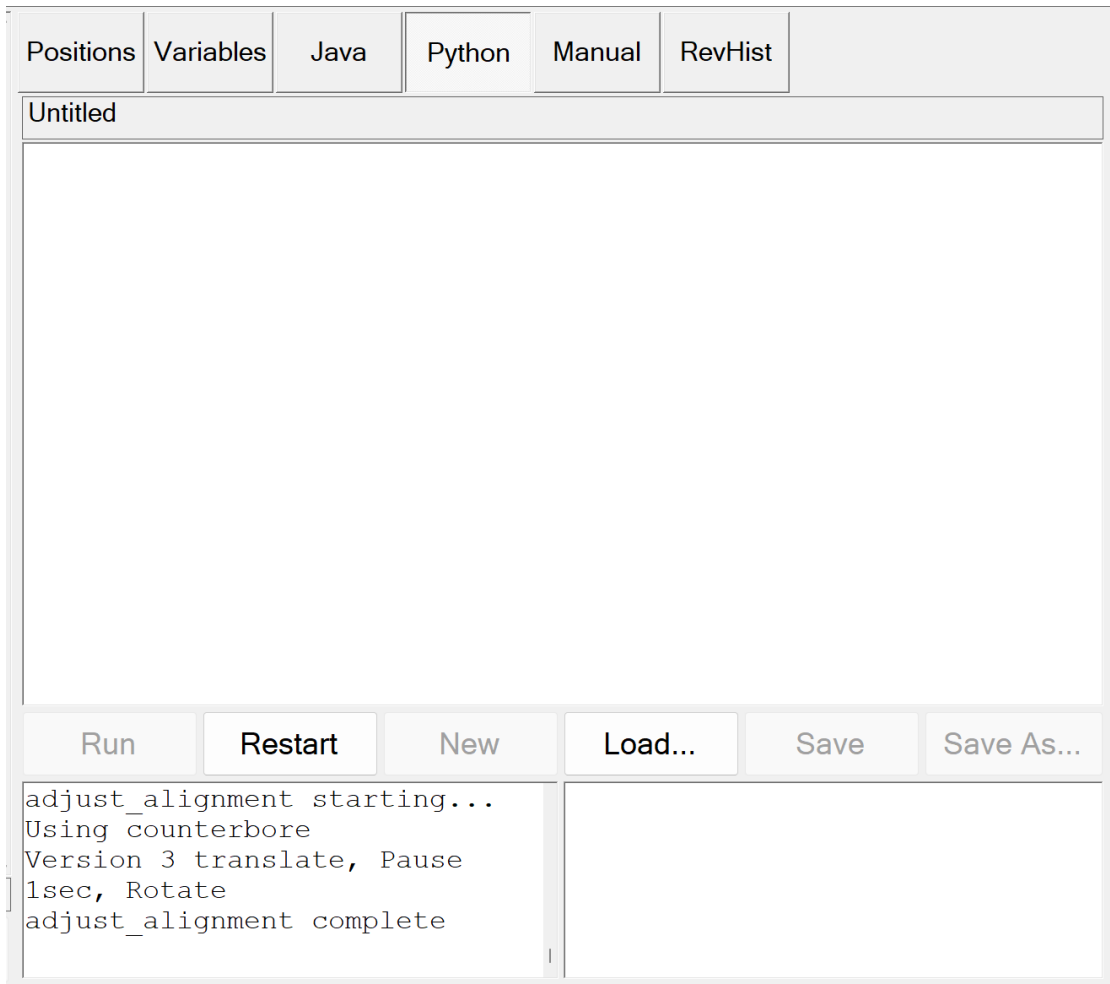 Positions Variables Java Python Manual RevHist
Untitled
Run Restart New Load... Save Save As...
adjust_alignment starting...
Using counterbore
Version 3 translate, Pause
1sec, Rotate
adjust_alignment complete